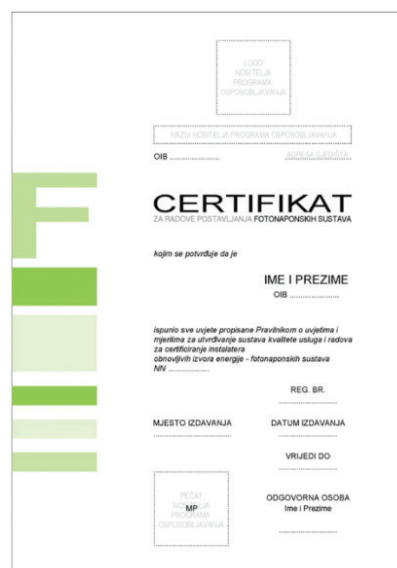 LOGO
NOSITELJA
PROGRAMA
OSPOSOBLJAVANJA
NAZIV NOSITELJA PROGRAMA OSPOSOBLJAVANJA
OIB .................... ADRESA SJEDIŠTA
F
CERTIFIKAT
ZA RADOVE POSTAVLJANJA FOTONAPONSKIH SUSTAVA
kojim se potvrđuje da je
IME I PREZIME
OIB ....................
ispunio sve uvjete propisane Pravilnikom o uvjetima i
mjerilima za utvrđivanje sustava kvalitete usluga i radova
za certificiranje instalatera
obnovljivih izvora energije - fotonaponskih sustava
NN ..................
REG. BR.
MJESTO IZDAVANJA DATUM IZDAVANJA
VRIJEDI DO
PEČAT
NOSITELJA
MP
PROGRAMA
OSPOSOBLJAVANJA
ODGOVORNA OSOBA
Ime i Prezime